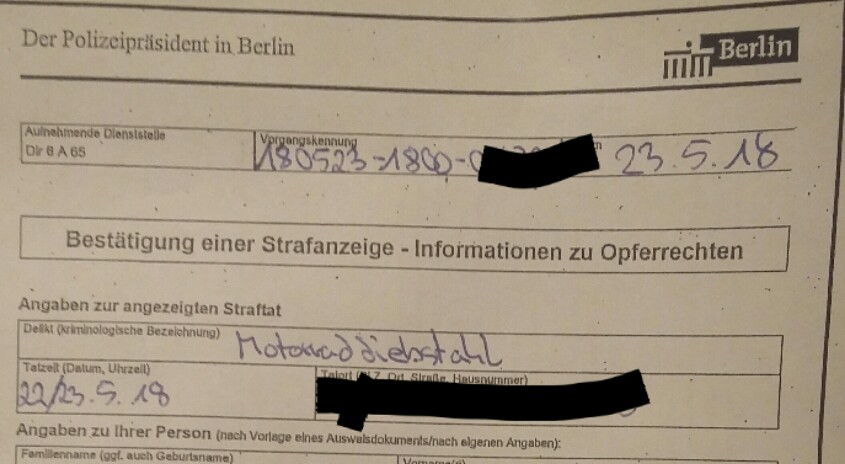 Der Polizeipräsident in Berlin
Berlin
Aufnehmende Dienststelle
Dir 6 A 65
Vorgangskennung
180523-1800-0
23.5.18
Bestätigung einer Strafanzeige - Informationen zu Opferrechten
Angaben zur angezeigten Straftat
Delikt (kriminologische Bezeichnung)
Motorraddiebstahl
Tatzeit (Datum, Uhrzeit)
22/23.5.18
Tatort Ort, Straße, Hausnummer)
Angaben zu Ihrer Person (nach Vorlage eines Ausweisdokuments/nach eigenen Angaben):
Familienname (ggf. auch Geburtsname)
Vorname(n)